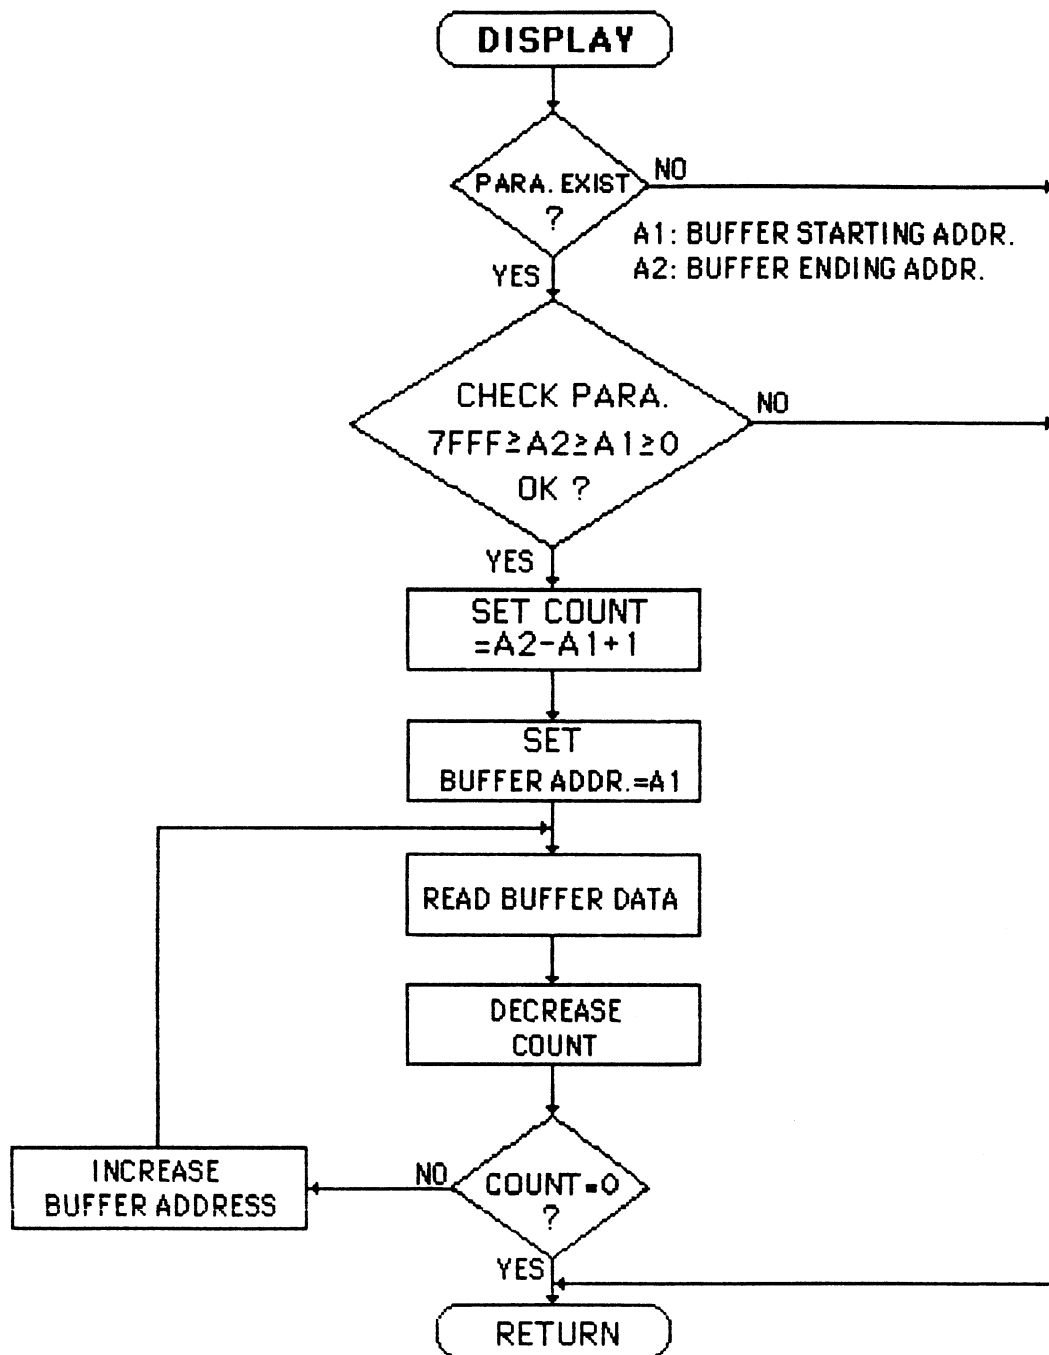 DISPLAY
PARA. EXIST
?
NO
A1: BUFFER STARTING ADDR.
A2: BUFFER ENDING ADDR.
YES
CHECK PARA.
7FFF≥A2≥A1≥0
OK ?
NO
YES
SET COUNT
=A2-A1+1
SET
BUFFER ADDR.=A1
READ BUFFER DATA
DECREASE
COUNT
INCREASE
BUFFER ADDRESS
NO
COUNT=0
?
YES
RETURN